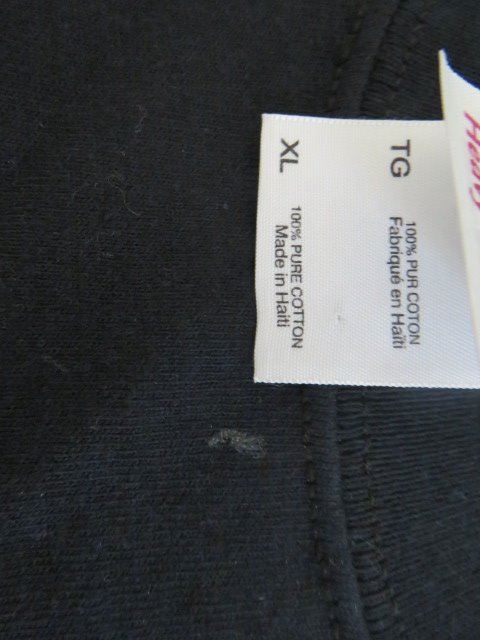 TG
100% PUR COTON
Fabriqué en Haïti
XL
100% PURE COTTON
Made in Haiti